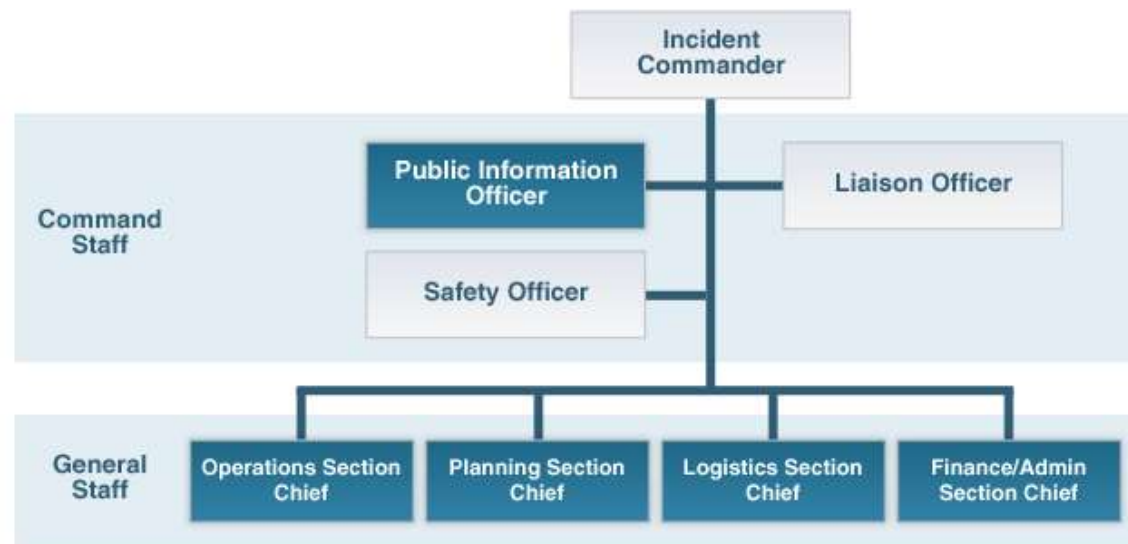 Incident
Commander
Public Information
Officer
Liaison Officer
Command
Staff
Safety Officer
General
Staff
Operations Section
Chief
Planning Section
Chief
Logistics Section
Chief
Finance/Admin
Section Chief